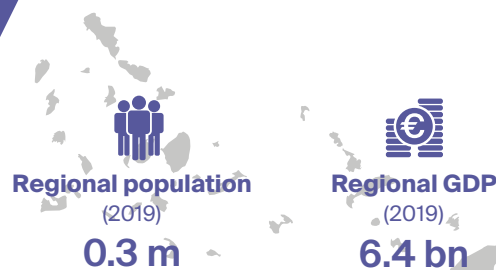 Regional population
(2019)
0.3 m
Regional GDP
(2019)
6.4 bn
€